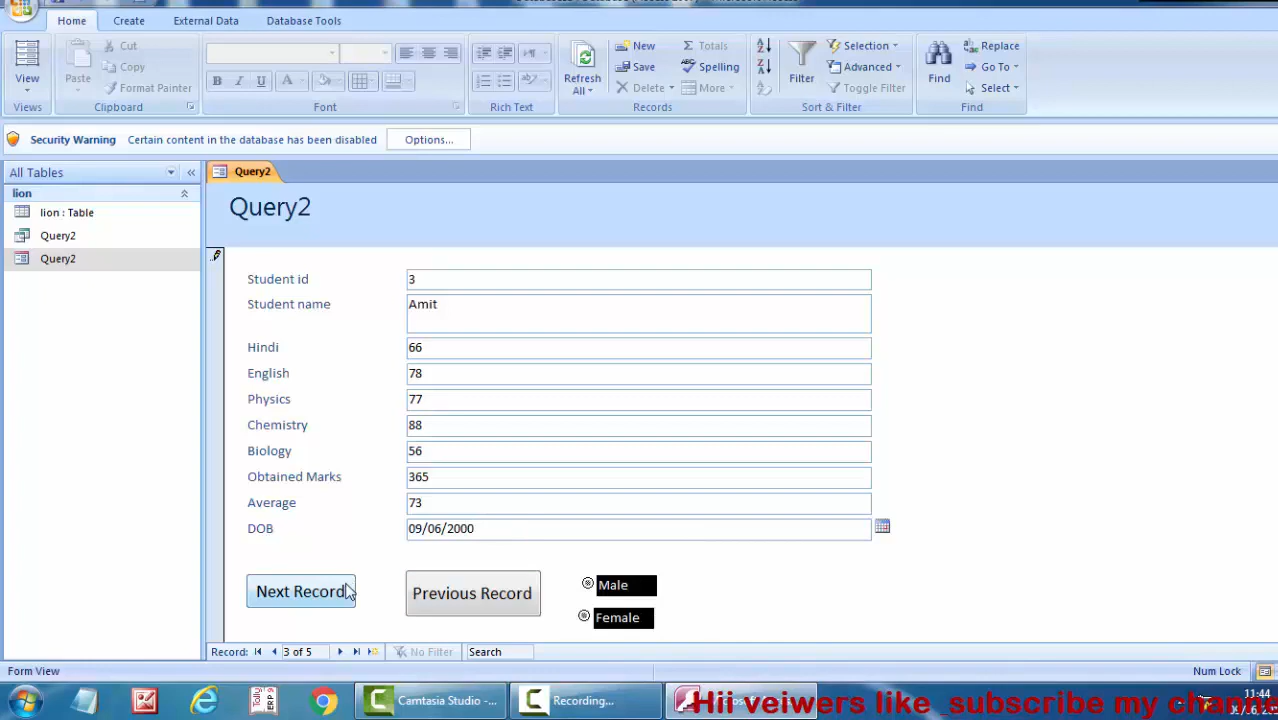 Home Create External Data Database Tools
View Paste Cut Copy Format Painter
Refresh All New Save Delete Totals Spelling More
Filter Selection Advanced Toggle Filter
Find Replace Go To Select
Views Clipboard Font Rich Text Records Sort & Filter Find
Security Warning Certain content in the database has been disabled Options...
All Tables «
Query2
lion
lion : Table
Query2
Query2
Query2
Student id 3
Student name Amit
Hindi 66
English 78
Physics 77
Chemistry 88
Biology 56
Obtained Marks 365
Average 73
DOB 09/06/2000
Next Record Previous Record Male
Female
Record: 3 of 5 No Filter Search
Form View Num Lock
Camtasia Studio -... Recording... 11:44
Hii veiwers like subscribe my chan